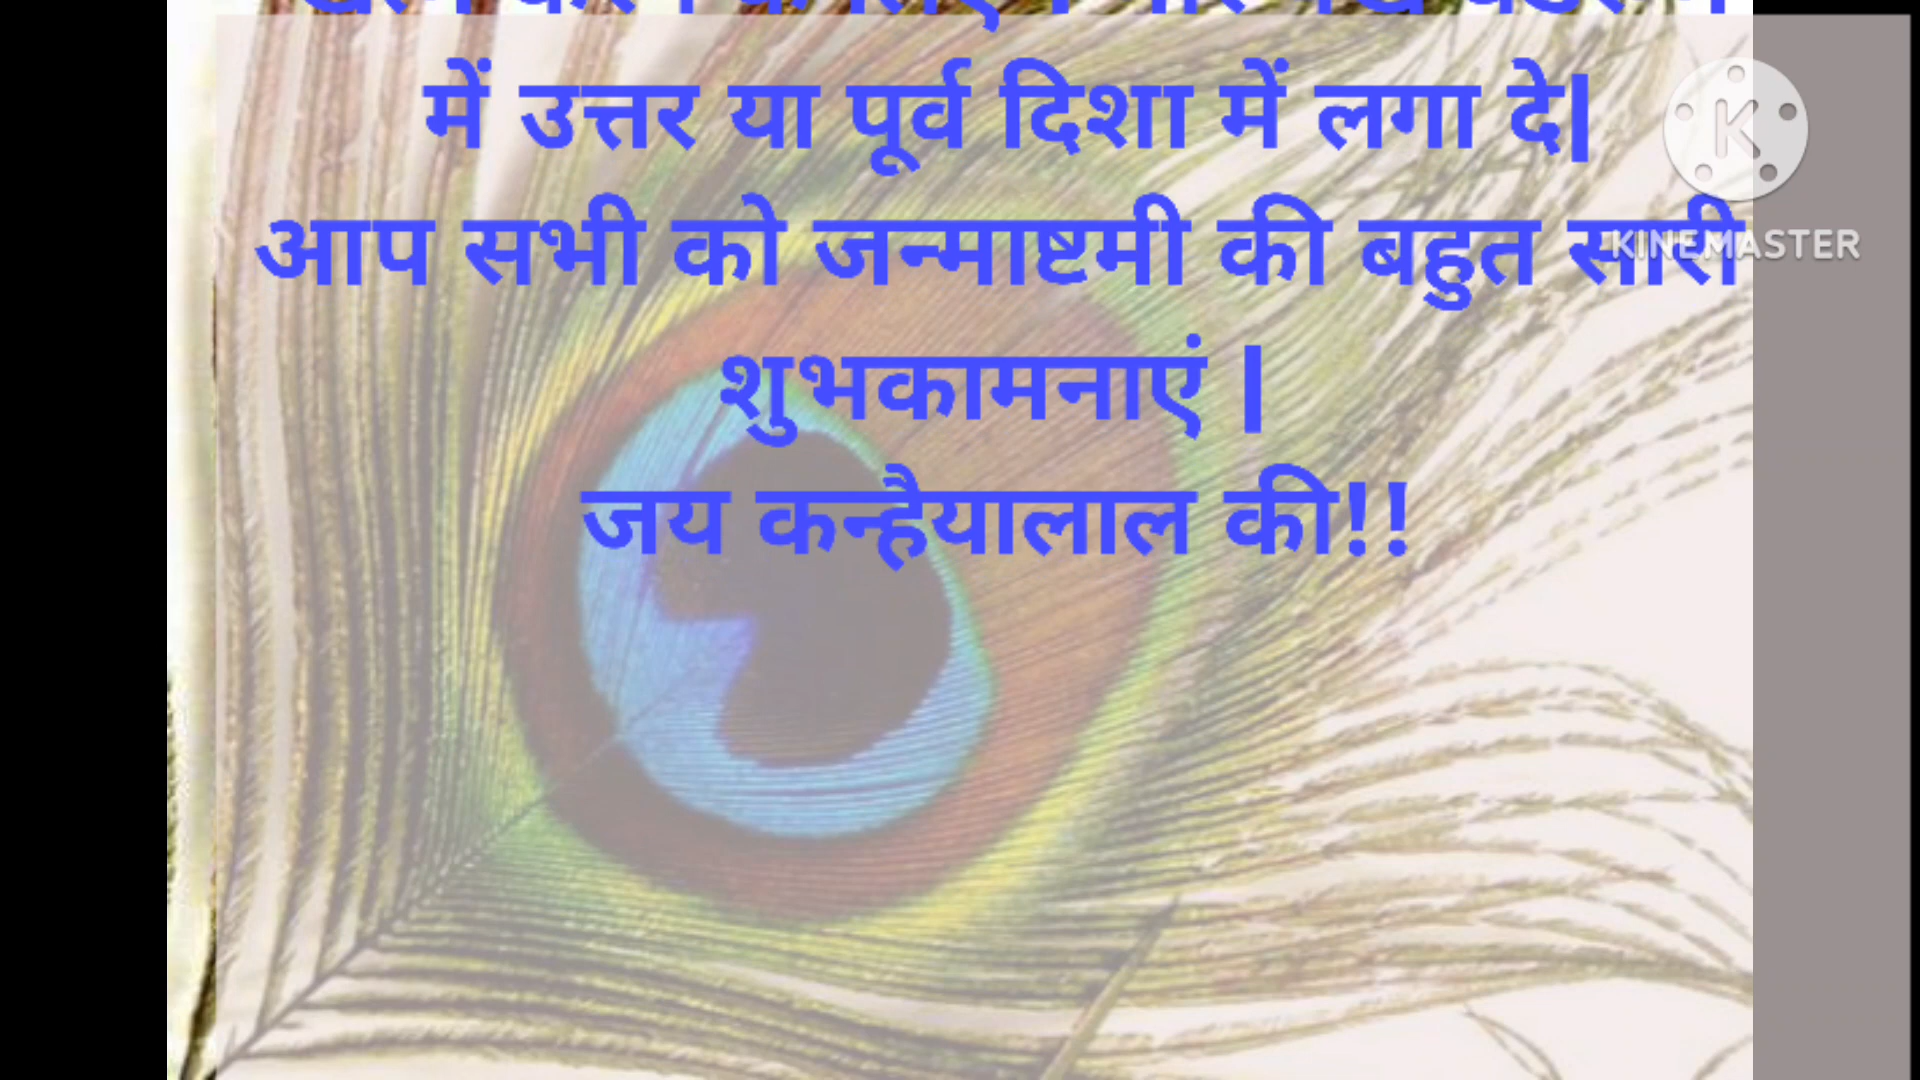 में उत्तर या पूर्व दिशा में लगा दे|
आप सभी को जन्माष्टमी की बहुत सारी
शुभकामनाएं |
जय कन्हैयालाल की!!
K
KINEMASTER